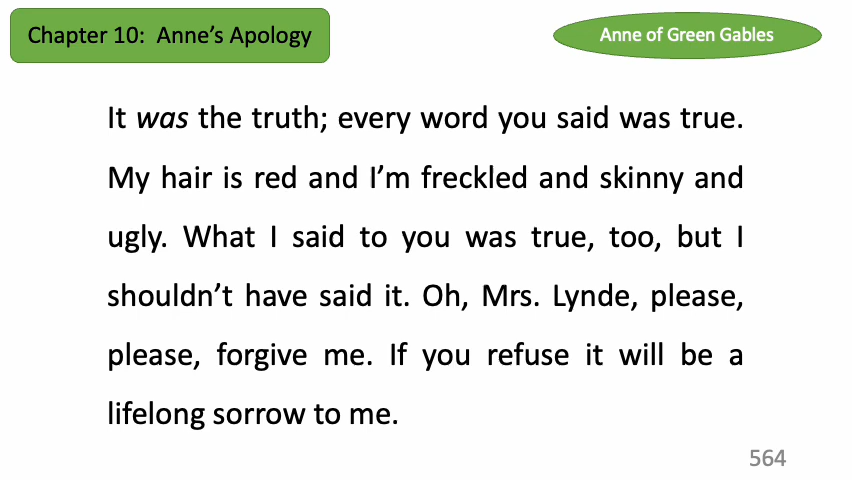 Chapter 10:  Anne’s Apology
Anne of Green Gables
It was the truth; every word you said was true.
My hair is red and I’m freckled and skinny and
ugly. What I said to you was true, too, but I
shouldn’t have said it. Oh, Mrs. Lynde, please,
please, forgive me. If you refuse it will be a
lifelong sorrow to me.
564